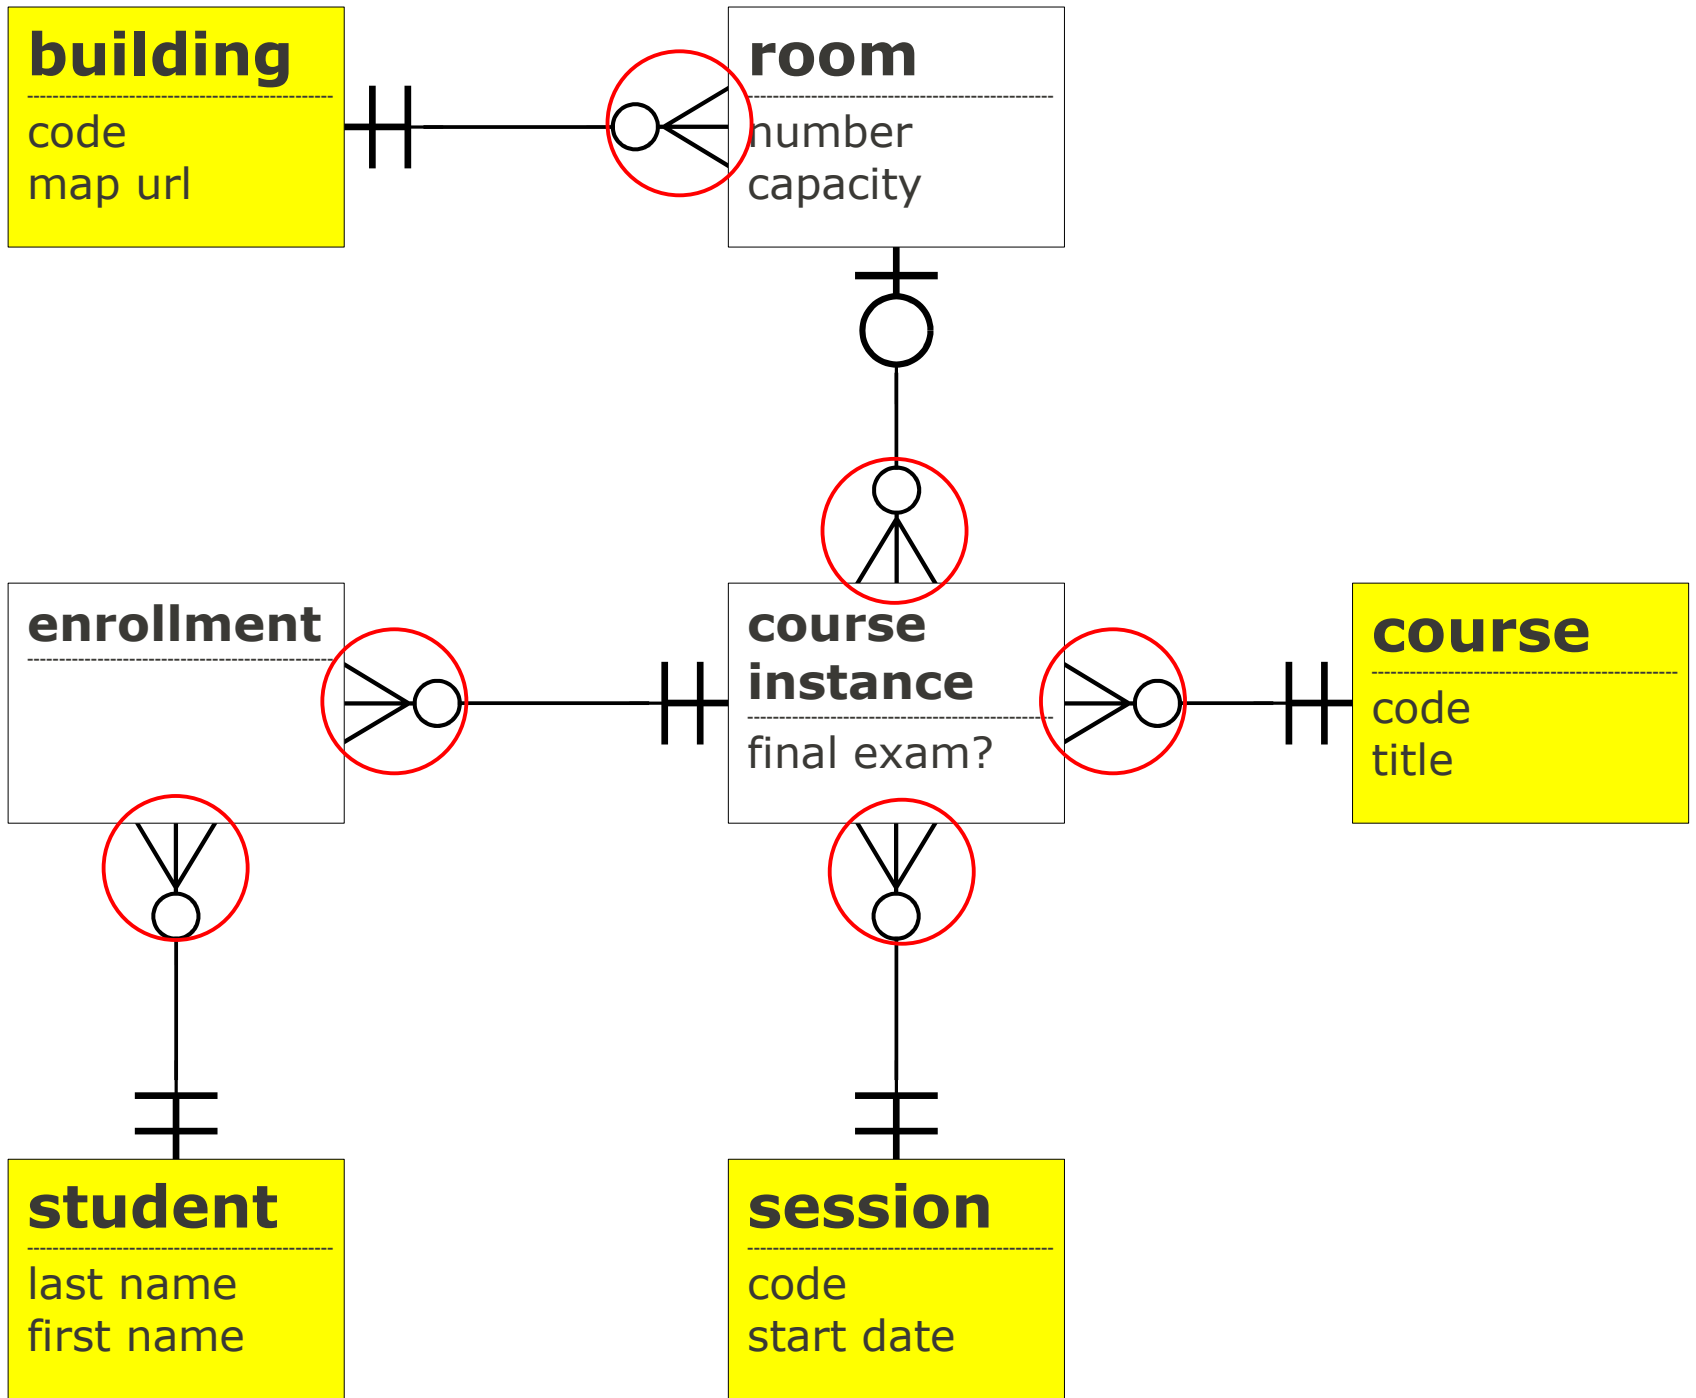 building
code
map url
room
number
capacity
enrollment
course
instance
final exam?
course
code
title
student
last name
first name
session
code
start date